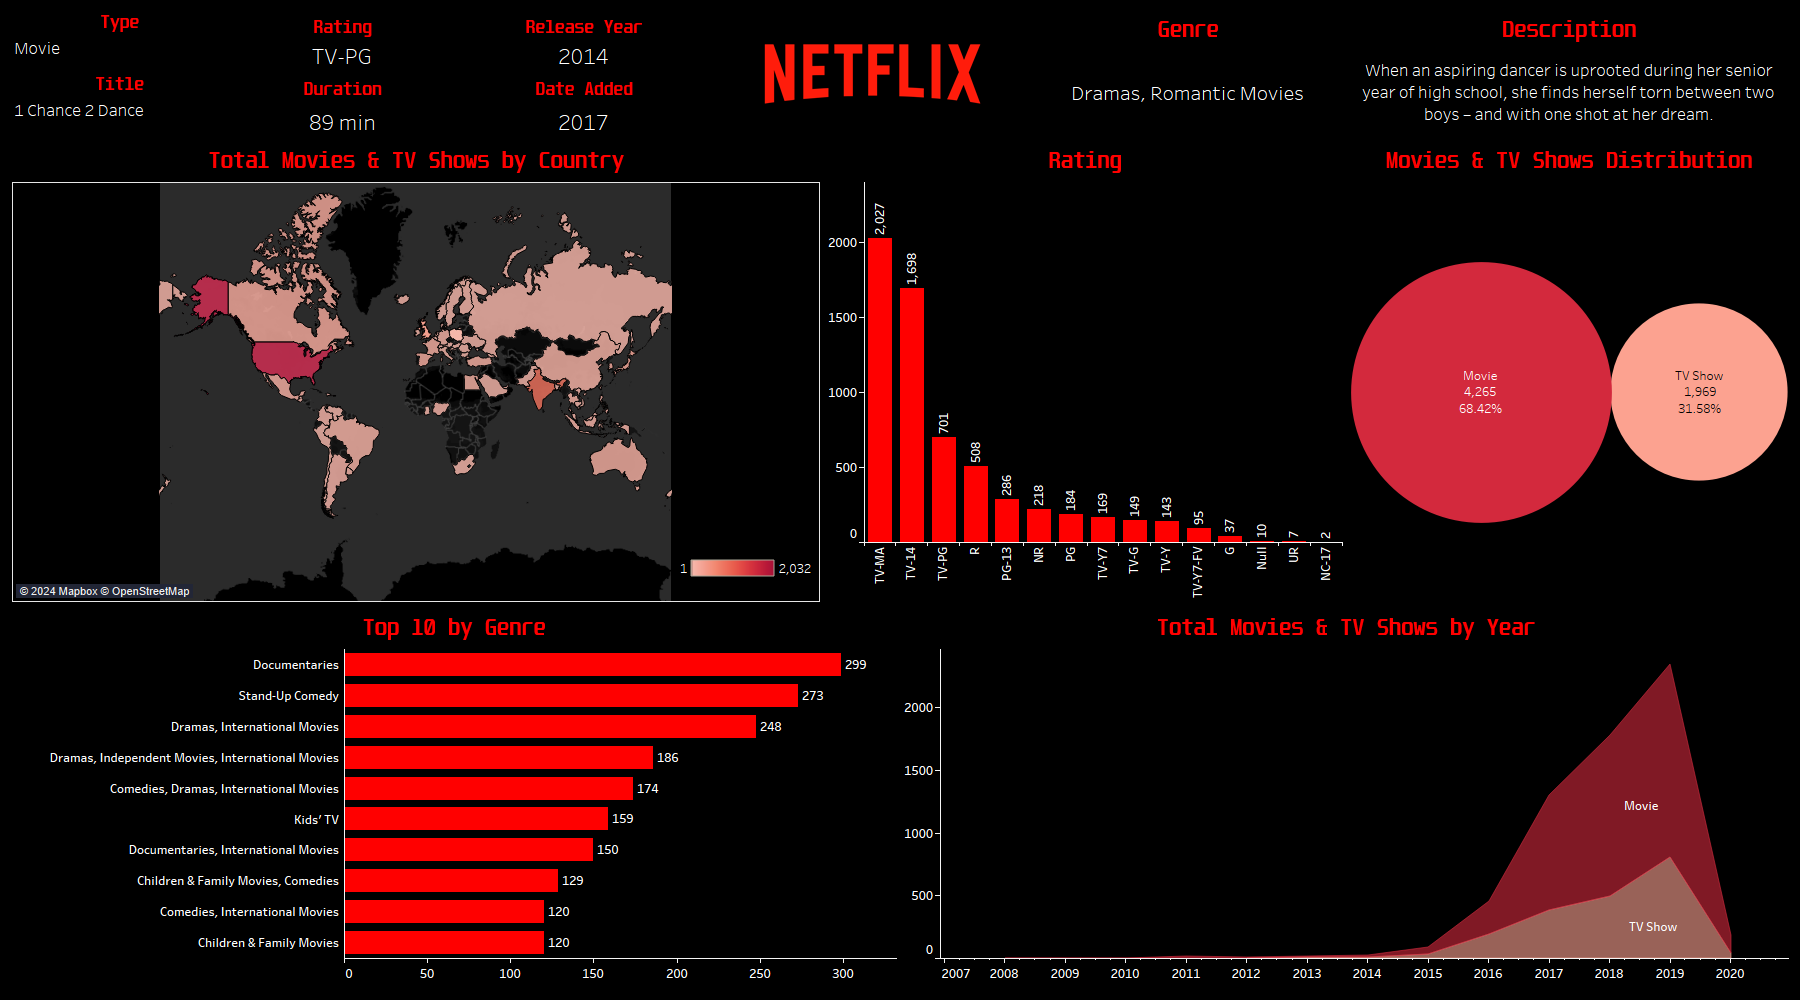 Type
Movie
Title
1 Chance 2 Dance
Rating
TV-PG
Duration
89 min
Release Year
2014
Date Added
2017
NETFLIX
Genre
Dramas, Romantic Movies
Description
When an aspiring dancer is uprooted during her senior
year of high school, she finds herself torn between two
boys – and with one shot at her dream.
Total Movies & TV Shows by Country
1
2,032
© 2024 Mapbox © OpenStreetMap
Rating
2000
1500
1000
500
0
2,027
1,698
701
508
286
218
184
169
149
143
95
37
10
7
2
TV-MA
TV-14
TV-PG
R
PG-13
NR
PG
TV-Y7
TV-G
TV-Y
TV-Y7-FV
G
Null
UR
NC-17
Movies & TV Shows Distribution
Movie
4,265
68.42%
TV Show
1,969
31.58%
Top 10 by Genre
Documentaries 299
Stand-Up Comedy 273
Dramas, International Movies 248
Dramas, Independent Movies, International Movies 186
Comedies, Dramas, International Movies 174
Kids' TV 159
Documentaries, International Movies 150
Children & Family Movies, Comedies 129
Comedies, International Movies 120
Children & Family Movies 120
0 50 100 150 200 250 300
Total Movies & TV Shows by Year
2000
1500
1000
500
0
Movie
TV Show
2007 2008 2009 2010 2011 2012 2013 2014 2015 2016 2017 2018 2019 2020